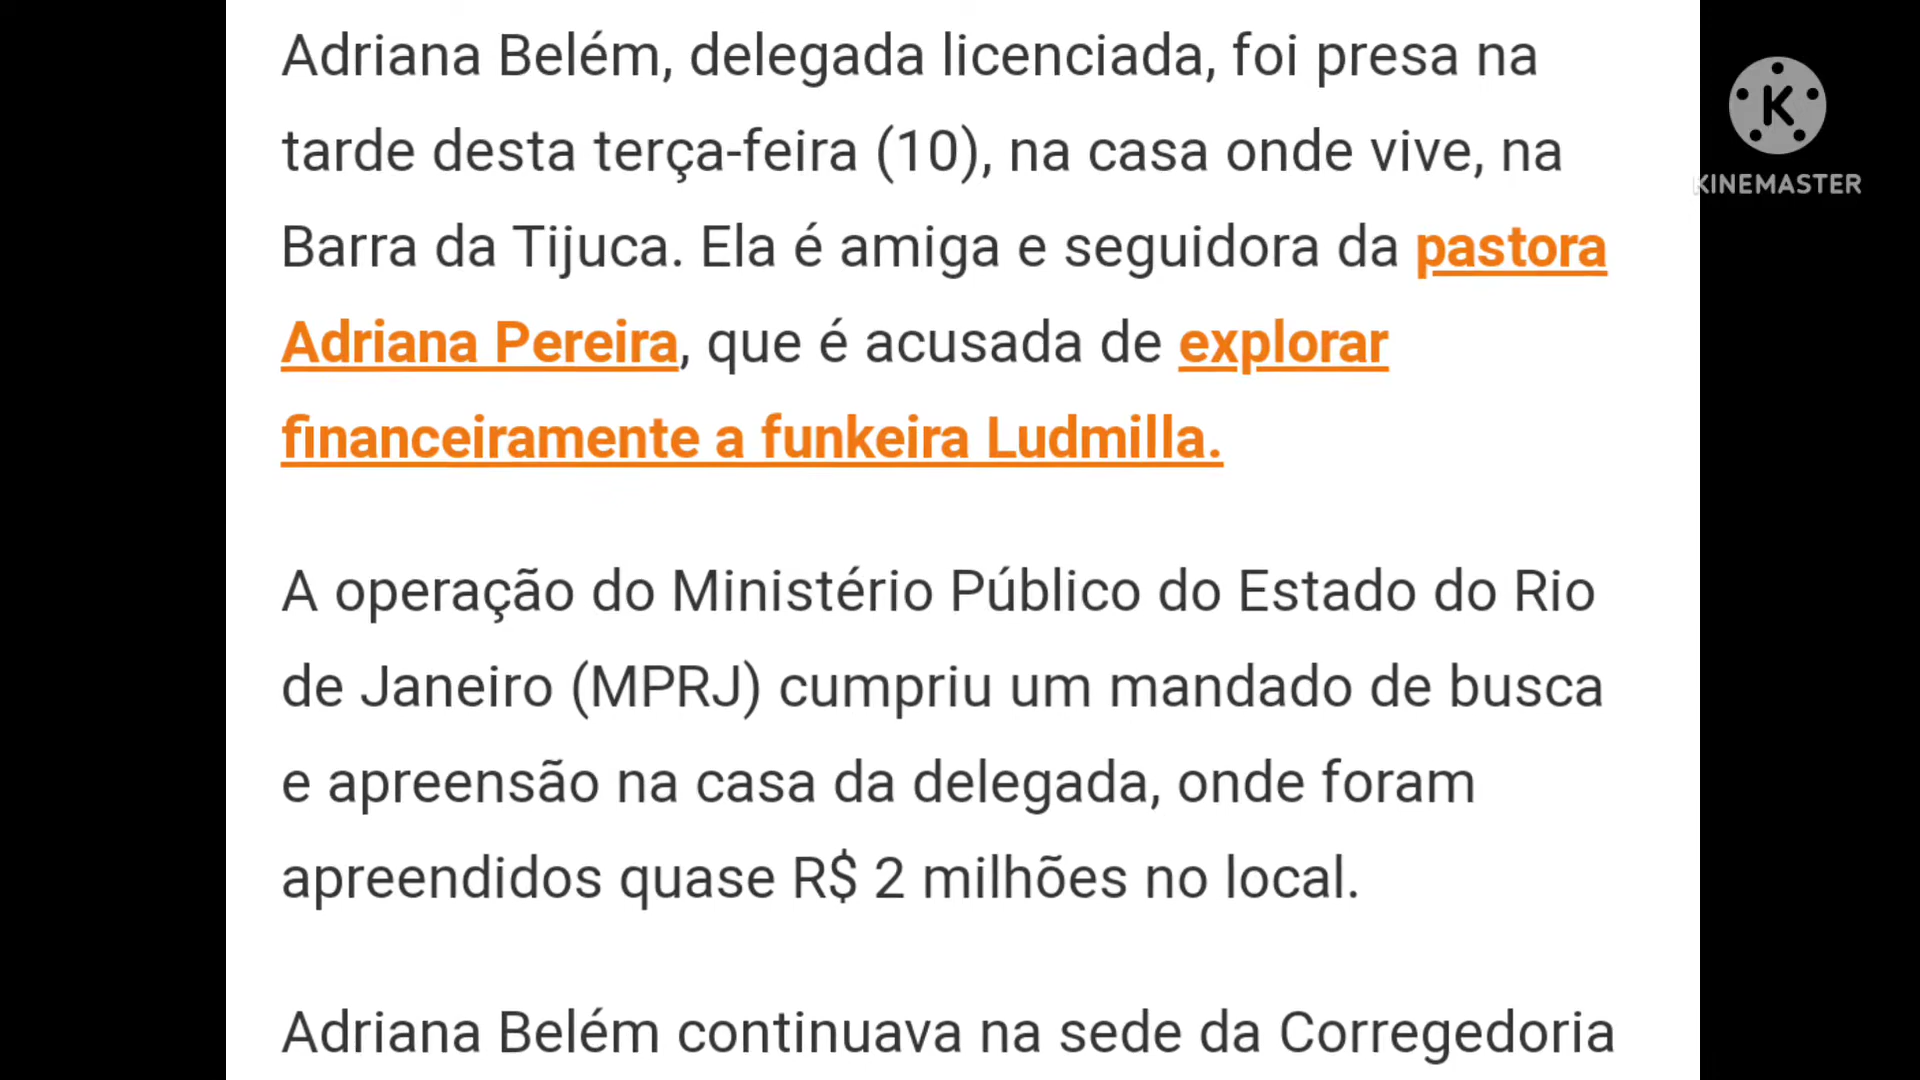 Adriana Belém, delegada licenciada, foi presa na
tarde desta terça-feira (10), na casa onde vive, na
Barra da Tijuca. Ela é amiga e seguidora da pastora
Adriana Pereira, que é acusada de explorar
financeiramente a funkeira Ludmilla.
A operação do Ministério Público do Estado do Rio
de Janeiro (MPRJ) cumpriu um mandado de busca
e apreensão na casa da delegada, onde foram
apreendidos quase R$ 2 milhões no local.
Adriana Belém continuava na sede da Corregedoria
K
KINEMASTER